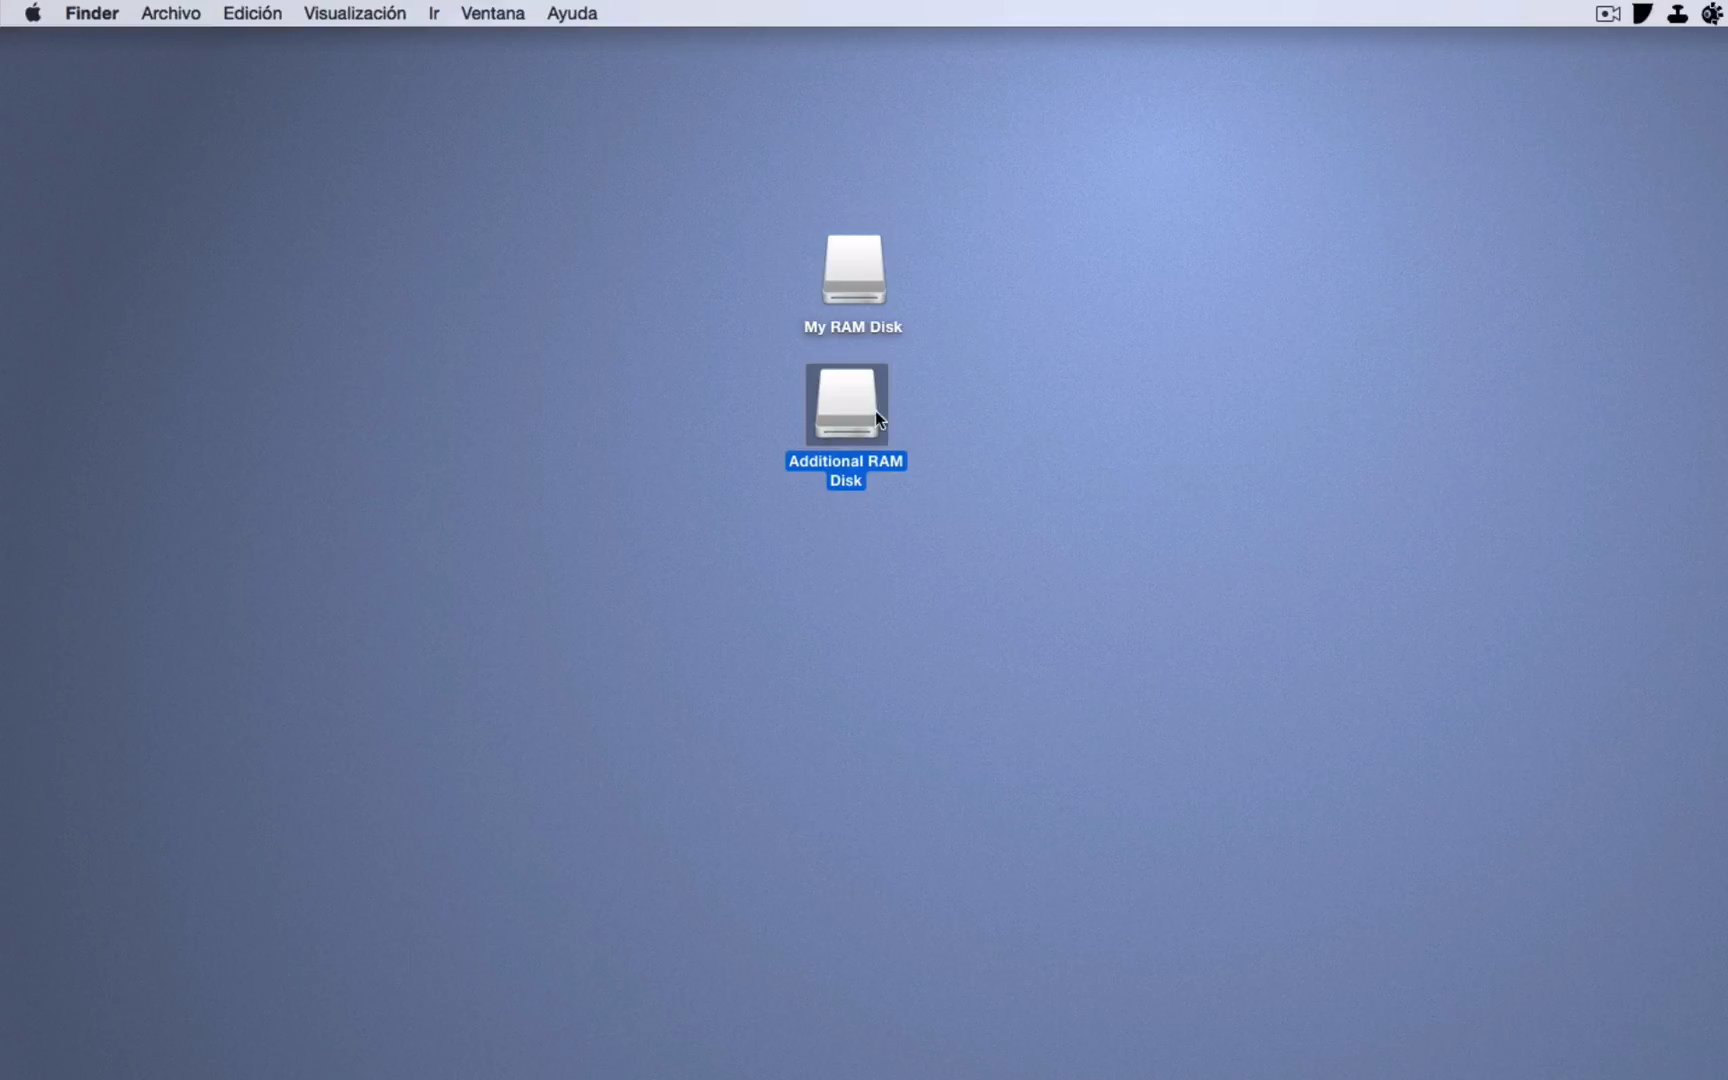 Finder Archivo Edición Visualización Ir Ventana Ayuda
My RAM Disk
Additional RAM
Disk